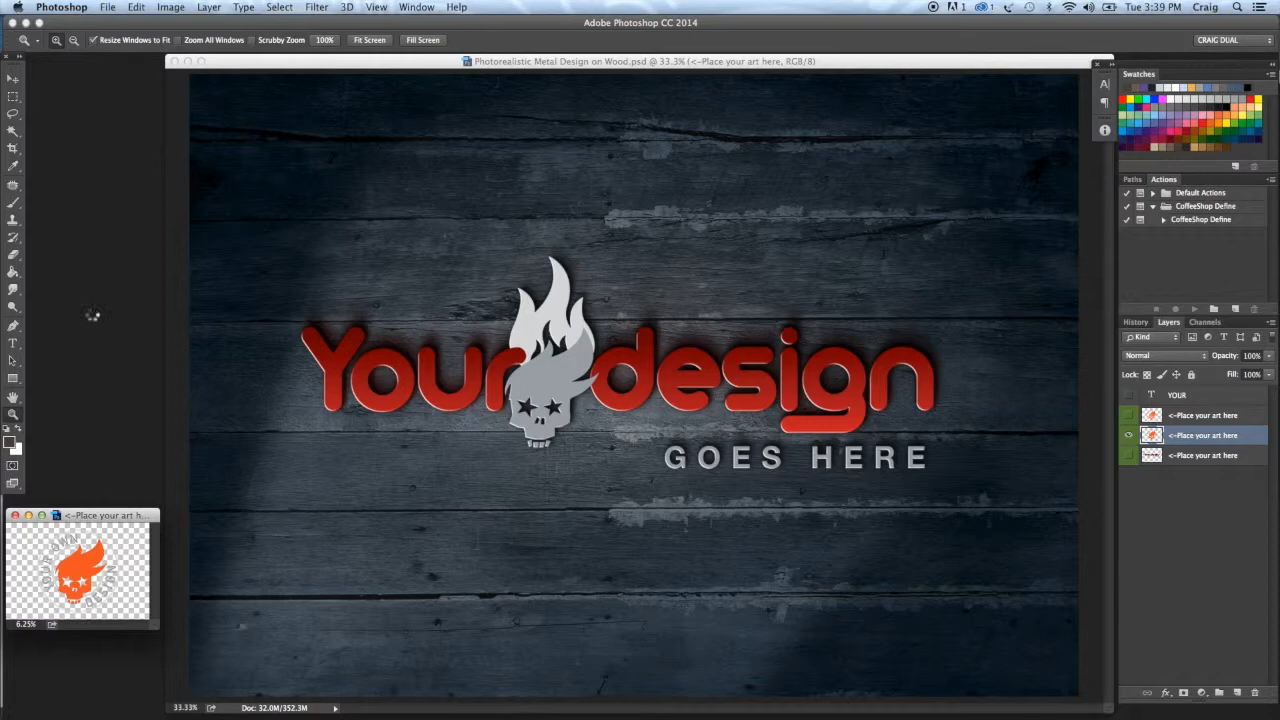 Photoshop File Edit Image Layer Type Select Filter 3D View Window Help 1 1 Tue 3:39 PM Craig
Adobe Photoshop CC 2014
Resize Windows to Fit Zoom All Windows Scrubby Zoom 100% Fit Screen Fill Screen CRAIG DUAL
Photorealistic Metal Design on Wood.psd @ 33.3% (<-Place your art here, RGB/8)
Swatches
Paths Actions
Default Actions
CoffeeShop Define
CoffeeShop Define
History Layers Channels
Kind
Normal Opacity: 100%
Lock: Fill: 100%
T YOUR
<-Place your art here
<-Place your art here
<-Place your art here
Your design
GOES HERE
<-Place your art h...
YOUR OWN
DESIGN
6.25%
33.33% Doc: 32.0M/352.3M